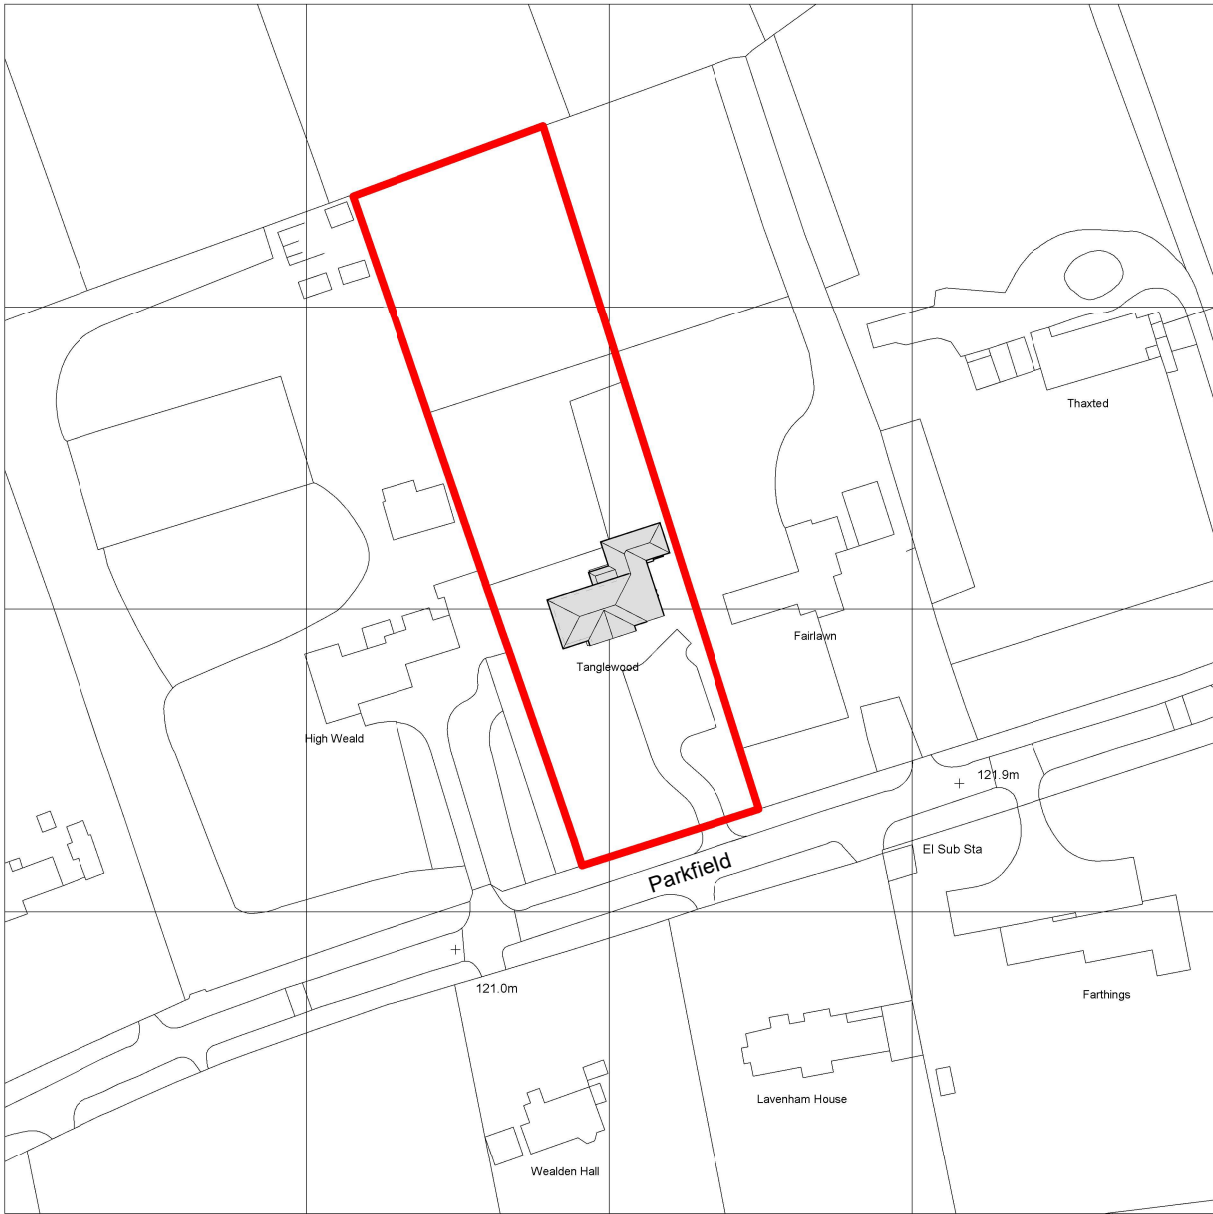 Thaxted
Fairlawn
Tanglewood
High Weald
121.9m
El Sub Sta
Parkfield
121.0m
Farthings
Lavenham House
Wealden Hall